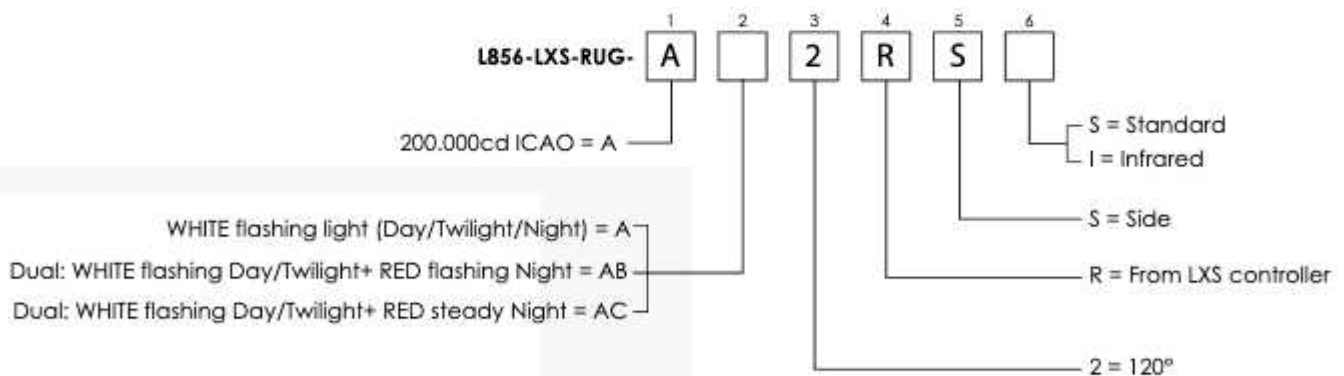 1 2 3 4 5 6
L856-LXS-RUG- A 2 R S
200.000cd ICAO = A
S = Standard
I = Infrared
WHITE flashing light (Day/Twilight/Night) = A
S = Side
Dual: WHITE flashing Day/Twilight+ RED flashing Night = AB
R = From LXS controller
Dual: WHITE flashing Day/Twilight+ RED steady Night = AC
2 = 120°